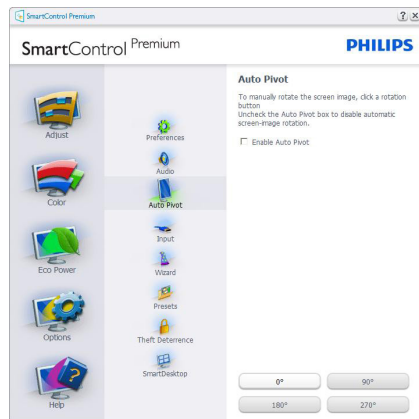 SmartControl Premium
SmartControl Premium
PHILIPS
Adjust
Color
Eco Power
Options
Help
Preferences
Audio
Auto Pivot
Input
Wizard
Presets
Theft Deterrence
SmartDesktop
Auto Pivot
To manually rotate the screen image, click a rotation
button
Uncheck the Auto Pivot box to disable automatic
screen-image rotation.
Enable Auto Pivot
0°
90°
180°
270°